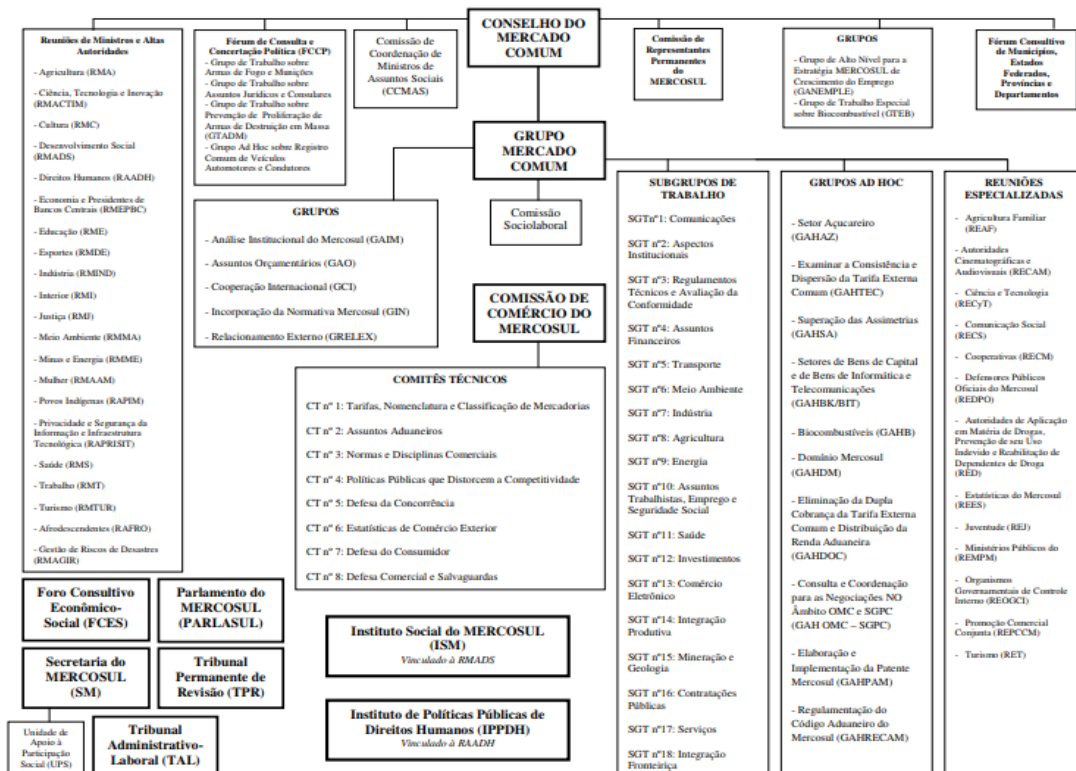 CONSELHO DO
MERCADO
COMUM
Reuniões de Ministros e Altas
Autoridades
- Agricultura (RMA)
- Ciência, Tecnologia e Inovação
(RMACTIM)
- Cultura (RMC)
- Desenvolvimento Social
(RMADS)
- Direitos Humanos (RAADH)
- Economia e Presidentes de
Bancos Centrais (RMEPBC)
- Educação (RME)
- Esportes (RMDE)
- Indústria (RMIND)
- Interior (RMI)
- Justiça (RMJ)
- Meio Ambiente (RMMA)
- Minas e Energia (RMME)
- Mulher (RMAAM)
- Povos Indígenas (RAPIM)
- Privacidade e Segurança da
Informação e Infraestrutura
Tecnológica (RAPRISIT)
- Saúde (RMS)
- Trabalho (RMT)
- Turismo (RMTUR)
- Afrodescendentes (RAFRO)
- Gestão de Riscos de Desastres
(RMAGIR)
Fórum de Consulta e
Concertação Política (FCCP)
- Grupo de Trabalho sobre
Armas de Fogo e Munições
- Grupo de Trabalho sobre
Assuntos Jurídicos e Consulares
- Grupo de Trabalho sobre
Prevenção de Proliferação de
Armas de Destruição em Massa
(GTADM)
- Grupo Ad Hoc sobre Registro
Comum de Veículos
Automotores e Condutores
Comissão de
Coordenação de
Ministros de
Assuntos Sociais
(CCMAS)
Comissão de
Representantes
Permanentes
do
MERCOSUL
GRUPOS
- Grupo de Alto Nível para a
Estratégia MERCOSUL de
Crescimento do Emprego
(GANEMPLE)
- Grupo de Trabalho Especial
sobre Biocombustível (GTEB)
Fórum Consultivo
de Municípios,
Estados
Federados,
Províncias e
Departamentos
GRUPO
MERCADO
COMUM
GRUPOS
- Análise Institucional do Mercosul (GAIM)
- Assuntos Orçamentários (GAO)
- Cooperação Internacional (GCI)
- Incorporação da Normativa Mercosul (GIN)
- Relacionamento Externo (GRELEX)
Comissão
Sociolaboral
COMISSÃO DE
COMÉRCIO DO
MERCOSUL
COMITÊS TÉCNICOS
CT nº 1: Tarifas, Nomenclatura e Classificação de Mercadorias
CT nº 2: Assuntos Aduaneiros
CT nº 3: Normas e Disciplinas Comerciais
CT nº 4: Políticas Públicas que Distorcem a Competitividade
CT nº 5: Defesa da Concorrência
CT nº 6: Estatísticas de Comércio Exterior
CT nº 7: Defesa do Consumidor
CT nº 8: Defesa Comercial e Salvaguardas
SUBGRUPOS DE
TRABALHO
SGTnº1: Comunicações
SGT nº2: Aspectos
Institucionais
SGT nº3: Regulamentos
Técnicos e Avaliação da
Conformidade
SGT nº4: Assuntos
Financeiros
SGT nº5: Transporte
SGT nº6: Meio Ambiente
SGT nº7: Indústria
SGT nº8: Agricultura
SGT nº9: Energia
SGT nº10: Assuntos
Trabalhistas, Emprego e
Seguridade Social
SGT nº11: Saúde
SGT nº12: Investimentos
SGT nº13: Comércio
Eletrônico
SGT nº14: Integração
Produtiva
SGT nº15: Mineração e
Geologia
SGT nº16: Contratações
Públicas
SGT nº17: Serviços
SGT nº18: Integração
Fronteiriça
GRUPOS AD HOC
- Setor Açucareiro
(GAHAZ)
- Examinar a Consistência e
Dispersão da Tarifa Externa
Comum (GAHTEC)
- Superação das Assimetrias
(GAHSA)
- Setores de Bens de Capital
e de Bens de Informática e
Telecomunicações
(GAHBK/BIT)
- Biocombustíveis (GAHB)
- Domínio Mercosul
(GAHDM)
- Eliminação da Dupla
Cobrança da Tarifa Externa
Comum e Distribuição da
Renda Aduaneira
(GAHDOC)
- Consulta e Coordenação
para as Negociações NO
Âmbito OMC e SGPC
(GAH OMC – SGPC)
- Elaboração e
Implementação da Patente
Mercosul (GAHPAM)
- Regulamentação do
Código Aduaneiro do
Mercosul (GAHRECAM)
REUNIÕES
ESPECIALIZADAS
- Agricultura Familiar
(REAF)
- Autoridades
Cinematográficas e
Audiovisuais (RECAM)
- Ciência e Tecnologia
(RECyT)
- Comunicação Social
(RECS)
- Cooperativas (RECM)
- Defensores Públicos
Oficiais do Mercosul
(REDPO)
- Autoridades de Aplicação
em Matéria de Drogas,
Prevenção de seu Uso
Indevido e Reabilitação de
Dependentes de Droga
(RED)
- Estatísticas do Mercosul
(REES)
- Juventude (REJ)
- Ministérios Públicos do
(REMPM)
- Organismos
Governamentais de Controle
Interno (REOGCI)
- Promoção Comercial
Conjunta (REPCCM)
- Turismo (RET)
Foro Consultivo
Econômico-
Social (FCES)
Parlamento do
MERCOSUL
(PARLASUL)
Secretaria do
MERCOSUL
(SM)
Tribunal
Permanente de
Revisão (TPR)
Unidade de
Apoio à
Participação
Social (UPS)
Tribunal
Administrativo-
Laboral (TAL)
Instituto Social do MERCOSUL
(ISM)
Vinculado à RMADS
Instituto de Políticas Públicas de
Direitos Humanos (IPPDH)
Vinculado à RAADH